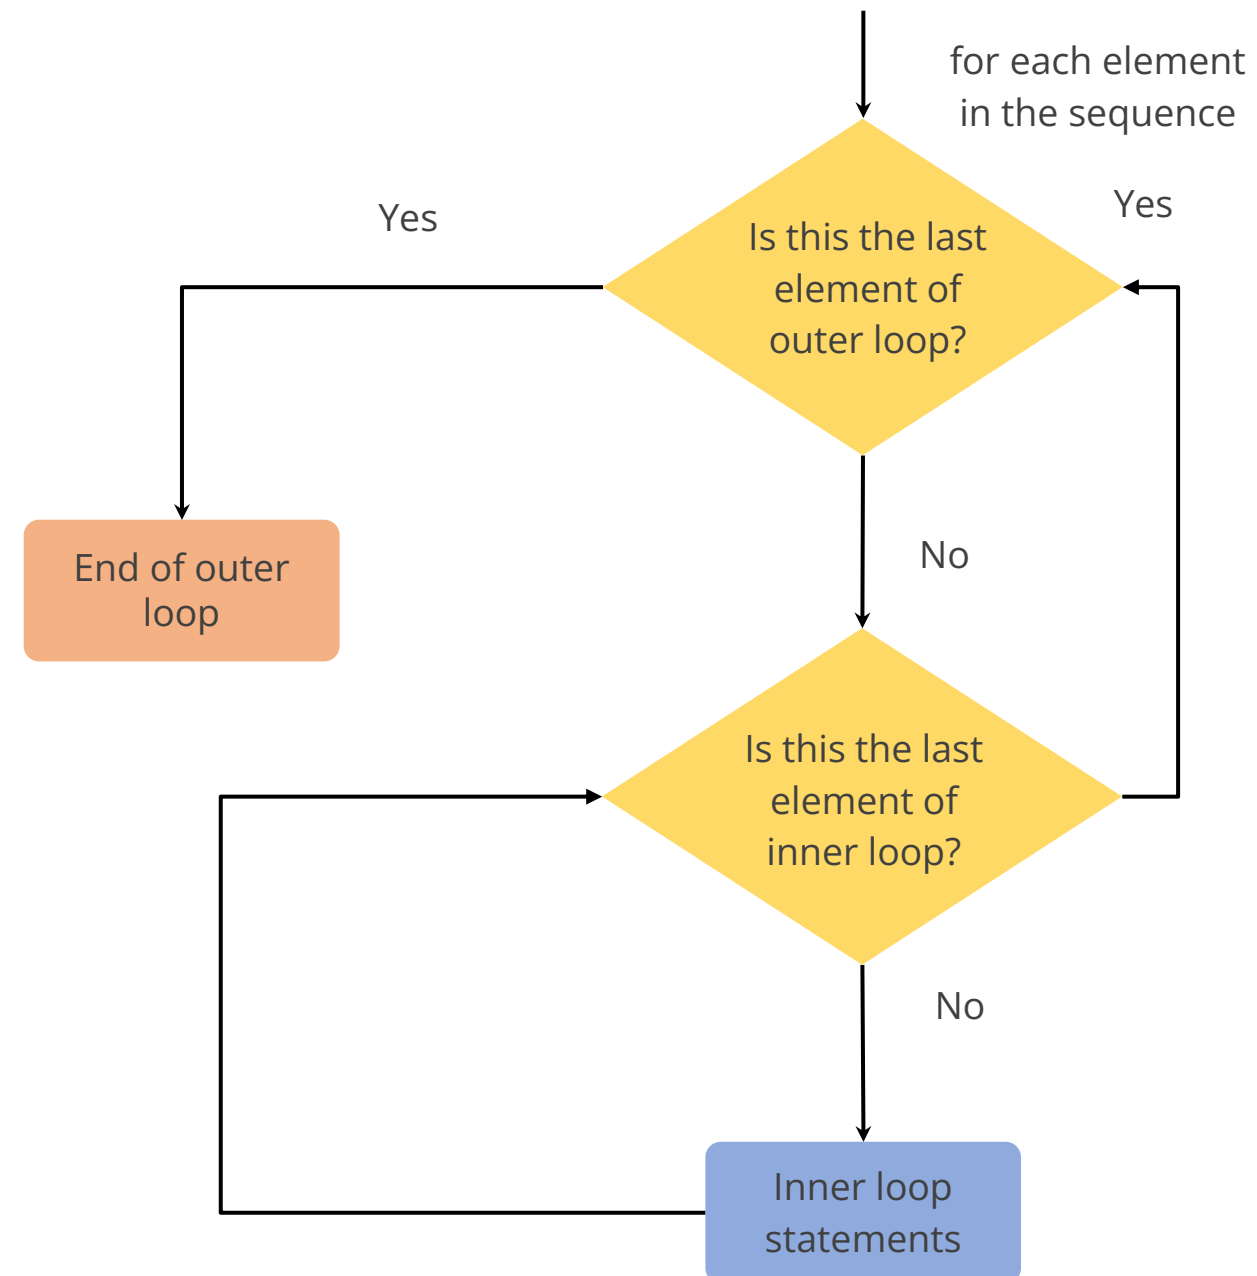 for each element
in the sequence
Yes
Yes
Is this the last
element of
outer loop?
No
End of outer
loop
Is this the last
element of
inner loop?
No
Inner loop
statements